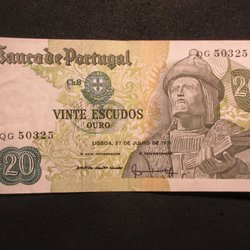 Banco de Portugal
QG 50325
Ch.8
QG 50325
VINTE ESCUDOS
OURO
LISBOA, 27 DE JULHO DE 1971
20
20